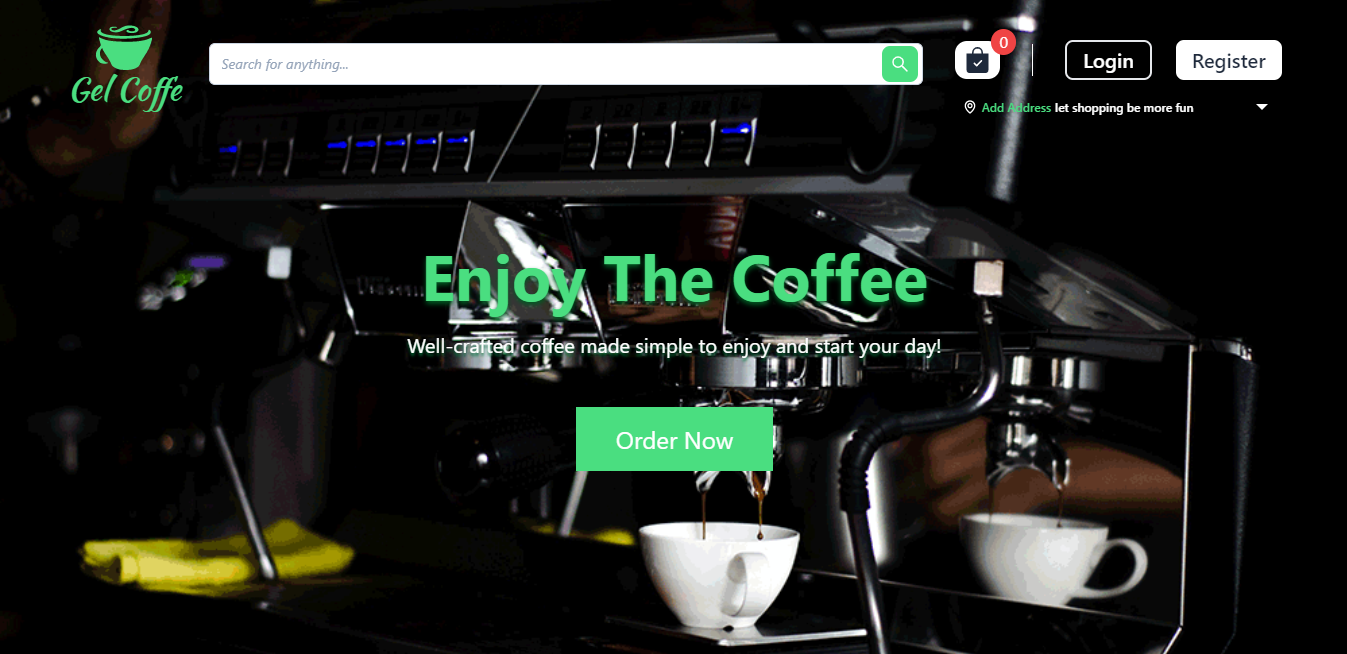 Gel Coffe
Search for anything...
0
Login
Register
Add Address let shopping be more fun
Enjoy The Coffee
Well-crafted coffee made simple to enjoy and start your day!
Order Now